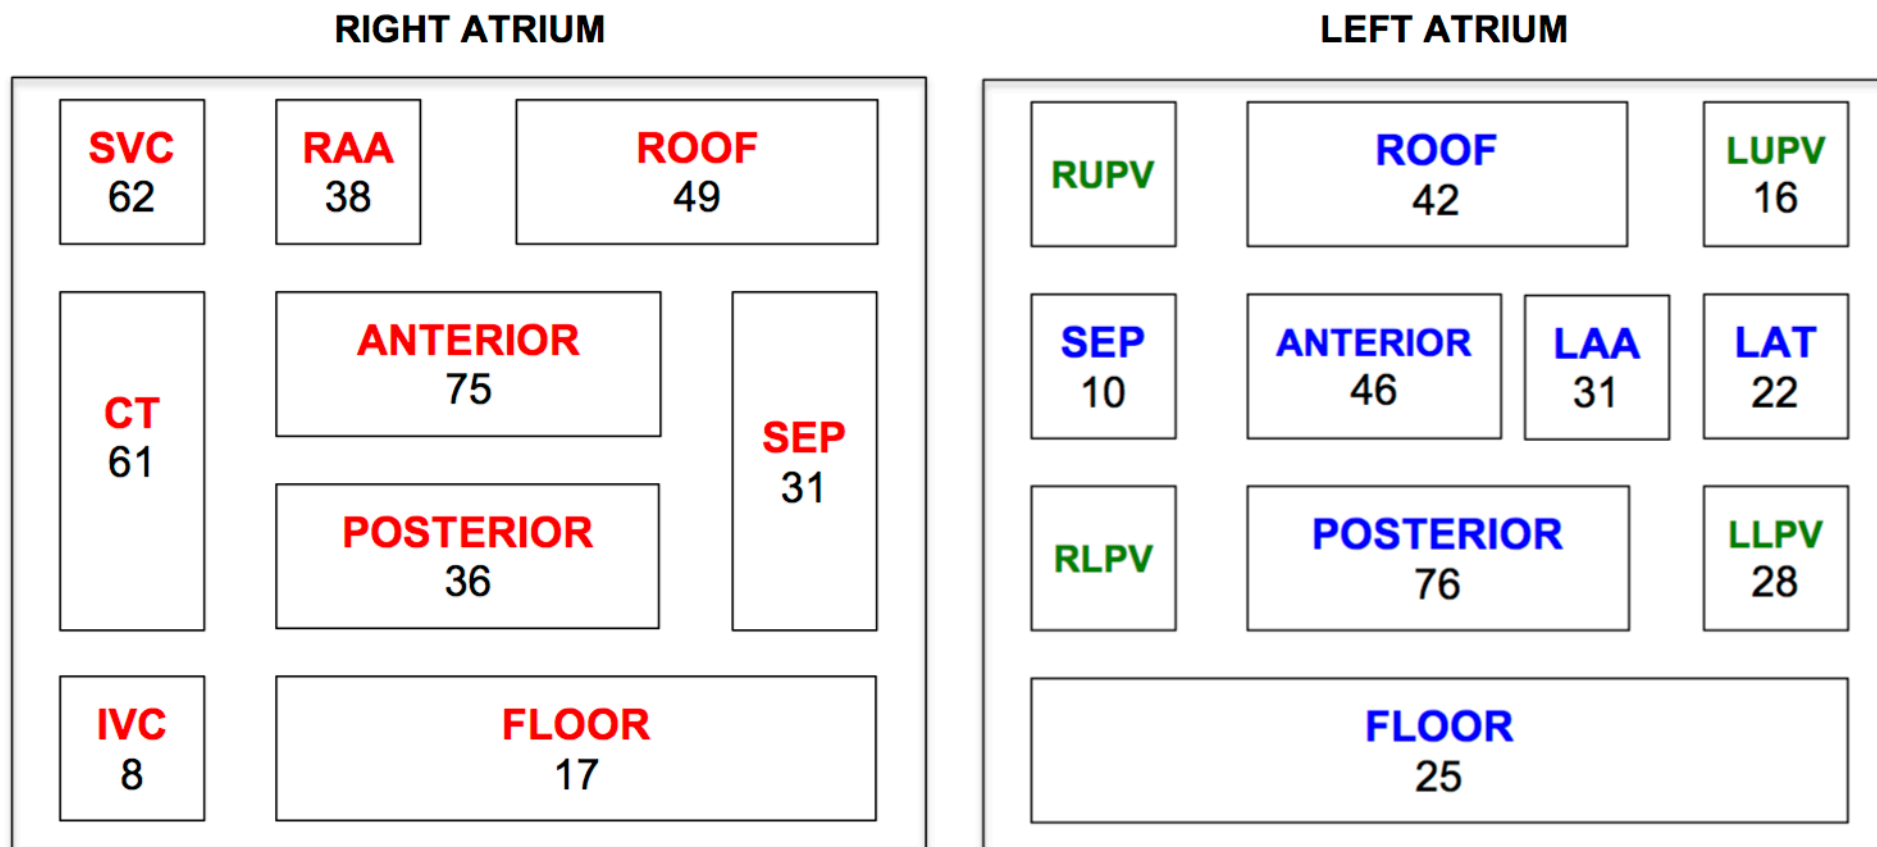 RIGHT ATRIUM
SVC
62
RAA
38
ROOF
49
CT
61
ANTERIOR
75
SEP
31
POSTERIOR
36
IVC
8
FLOOR
17
LEFT ATRIUM
RUPV
ROOF
42
LUPV
16
SEP
10
ANTERIOR
46
LAA
31
LAT
22
RLPV
POSTERIOR
76
LLPV
28
FLOOR
25